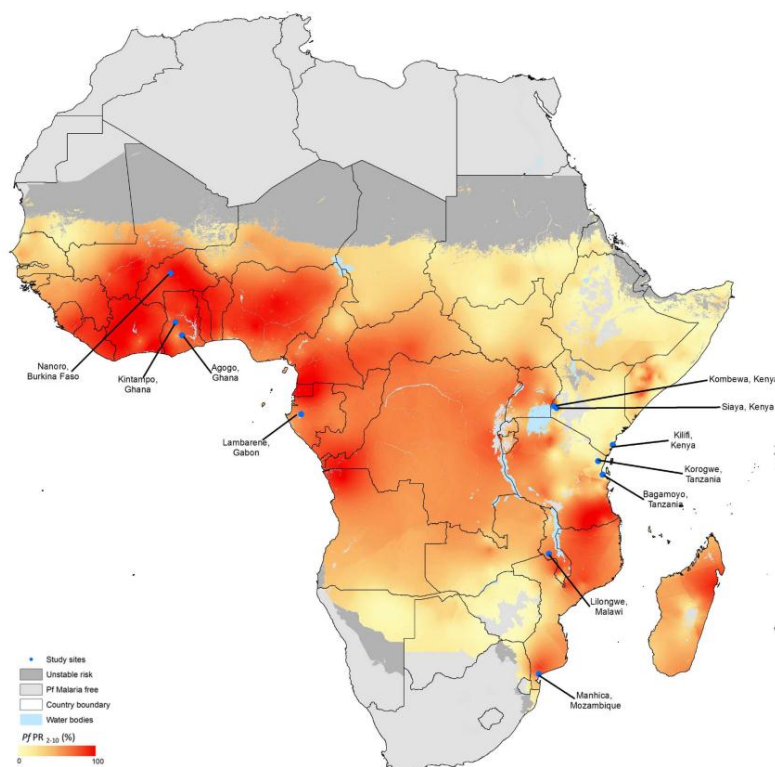 Nanoro,
Burkina Faso
Kintampo,
Ghana
Agogo,
Ghana
Lambarene,
Gabon
Kombewa, Kenya
Siaya, Kenya
Kilifi,
Kenya
Korogwe,
Tanzania
Bagamoyo,
Tanzania
Lilongwe,
Malawi
Manhica,
Mozambique
Study sites
Unstable risk
Pf Malaria free
Country boundary
Water bodies
Pf PR 2-10 (%)
0 100